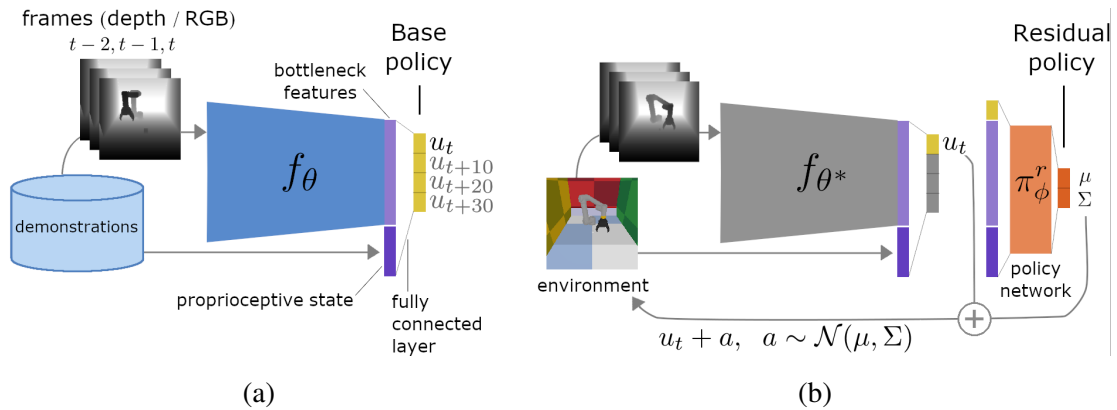 frames (depth / RGB)
t − 2, t − 1, t
Base
policy
bottleneck
features
f_θ
u_t
u_{t+10}
u_{t+20}
u_{t+30}
demonstrations
proprioceptive state
fully
connected
layer
(a)
Residual
policy
f_{θ*}
u_t
π^r_ϕ
μ
Σ
policy
network
environment
+
u_t + a, a ∼ 𝒩(μ, Σ)
(b)